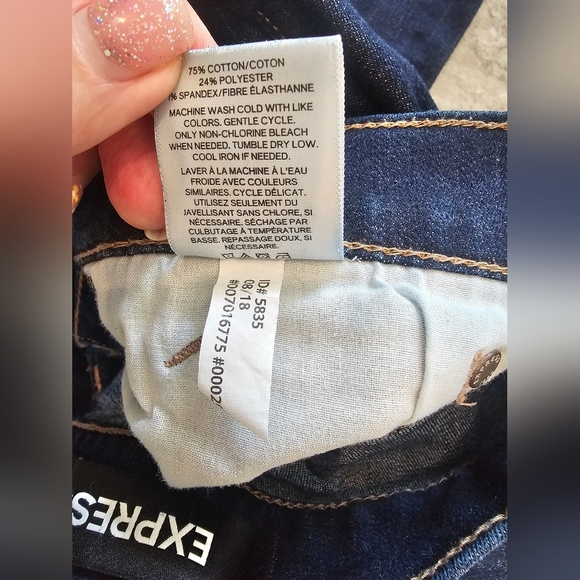 75% COTTON/COTON
24% POLYESTER
% SPANDEX/FIBRE ÉLASTHANNE
MACHINE WASH COLD WITH LIKE
COLORS. GENTLE CYCLE.
ONLY NON-CHLORINE BLEACH
WHEN NEEDED. TUMBLE DRY LOW.
COOL IRON IF NEEDED.
LAVER À LA MACHINE À L'EAU
FROIDE AVEC COULEURS
SIMILAIRES. CYCLE DÉLICAT.
UTILISEZ SEULEMENT DU
JAVELLISANT SANS CHLORE, SI
NÉCESSAIRE. SÉCHAGE PAR
CULBUTAGE À TEMPÉRATURE
BASSE. REPASSAGE DOUX, SI
NÉCESSAIRE.
ID# 5835
08/18
#007016775 #0002
EXPRES